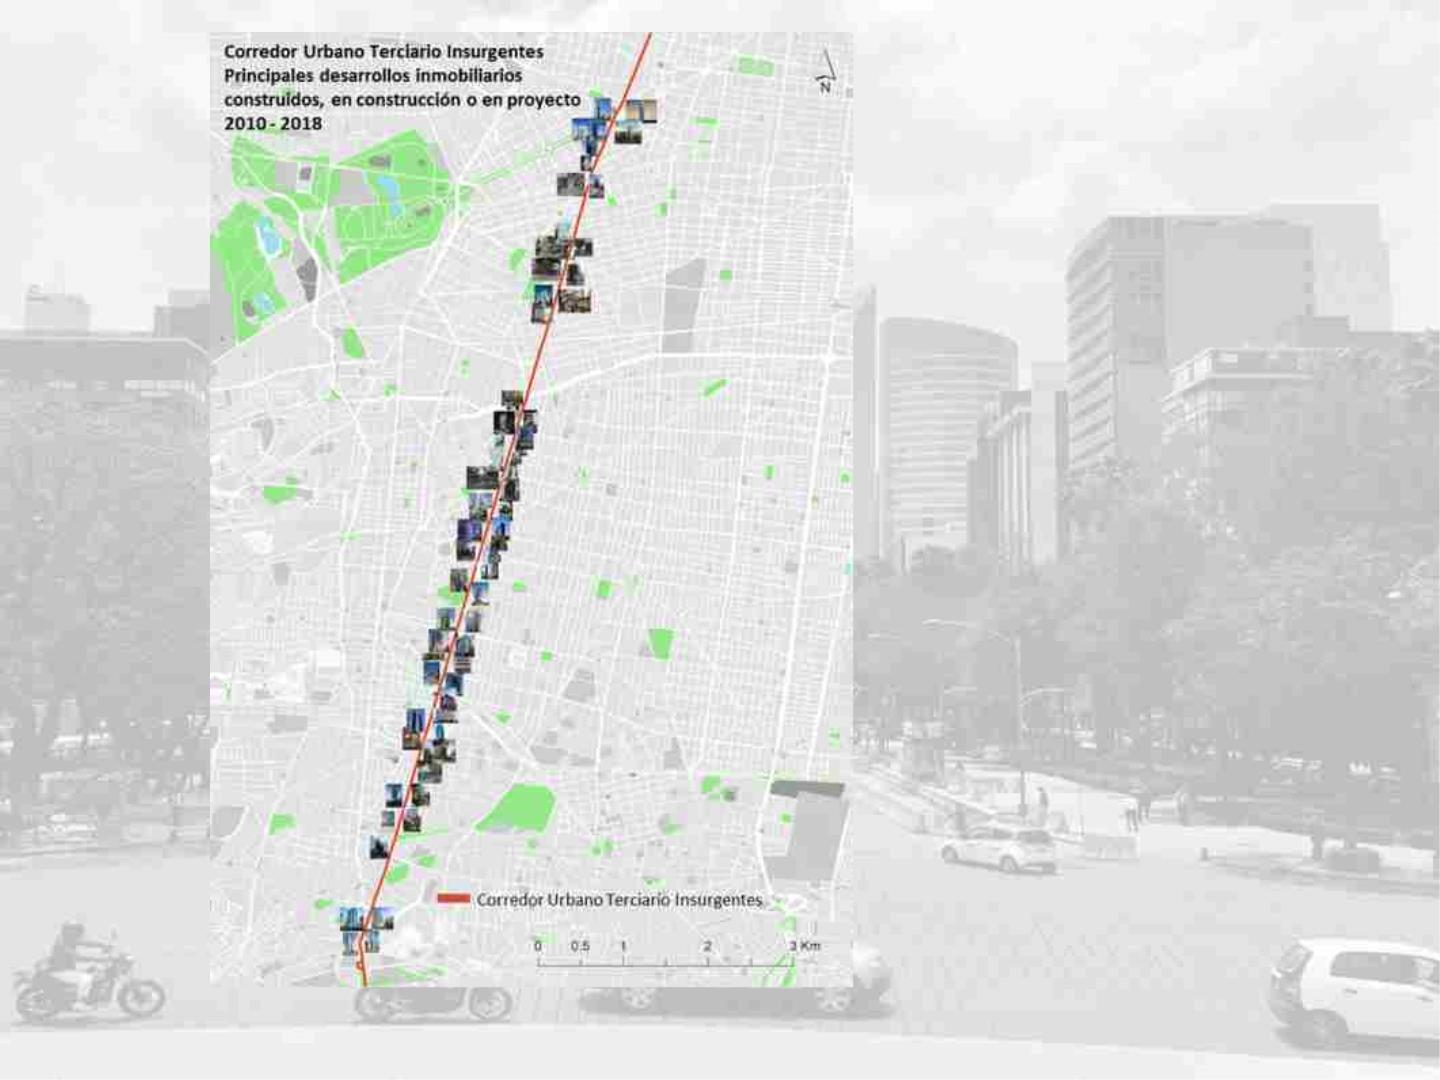 Corredor Urbano Terciario Insurgentes
Principales desarrollos inmobiliarios
construidos, en construcción o en proyecto
2010 - 2018
N
Corredor Urbano Terciario Insurgentes
0 0.5 1 2 3 Km